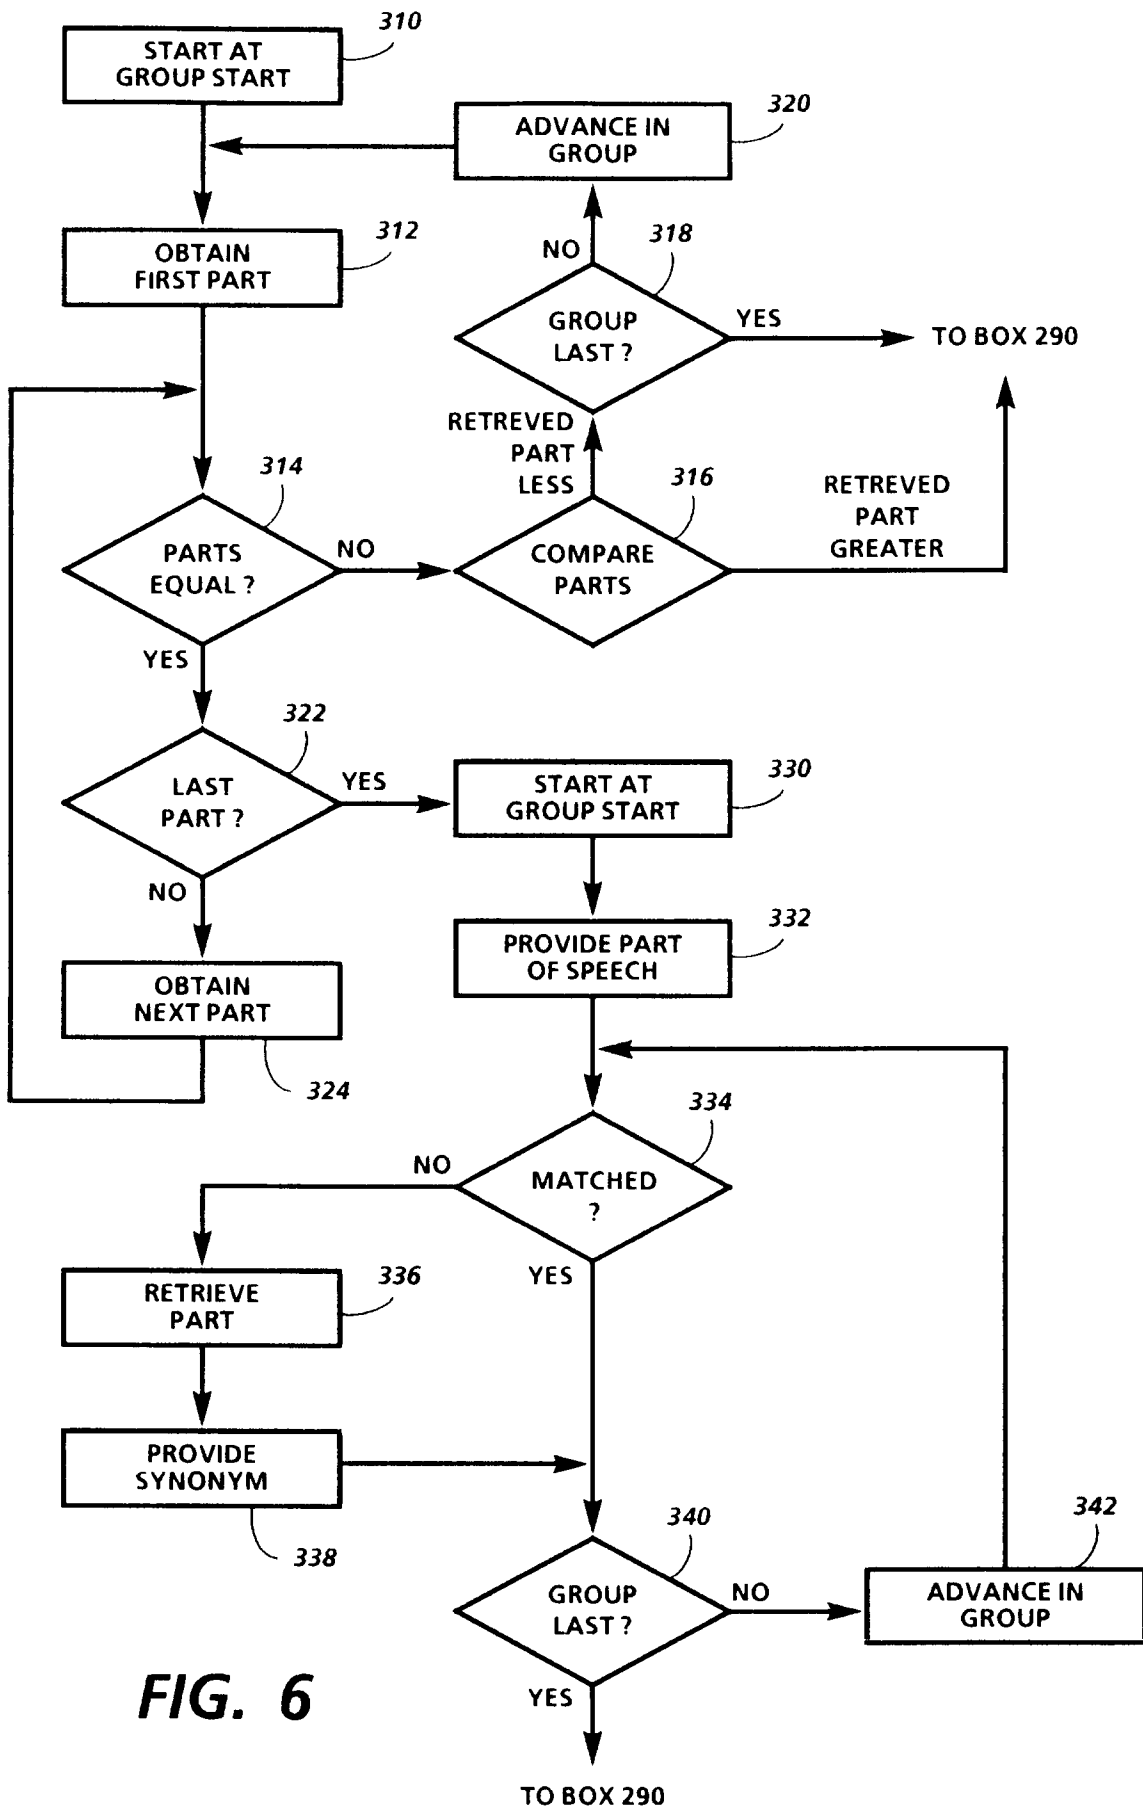 310
START AT
GROUP START
320
ADVANCE IN
GROUP
312
OBTAIN
FIRST PART
318
NO
GROUP
LAST ?
YES
TO BOX 290
RETREVED
PART
LESS
314
PARTS
EQUAL ?
NO
316
COMPARE
PARTS
RETREVED
PART
GREATER
YES
322
LAST
PART ?
YES
330
START AT
GROUP START
NO
332
PROVIDE PART
OF SPEECH
OBTAIN
NEXT PART
324
334
NO
MATCHED
?
YES
336
RETRIEVE
PART
PROVIDE
SYNONYM
338
340
GROUP
LAST ?
NO
342
ADVANCE IN
GROUP
YES
TO BOX 290
FIG. 6